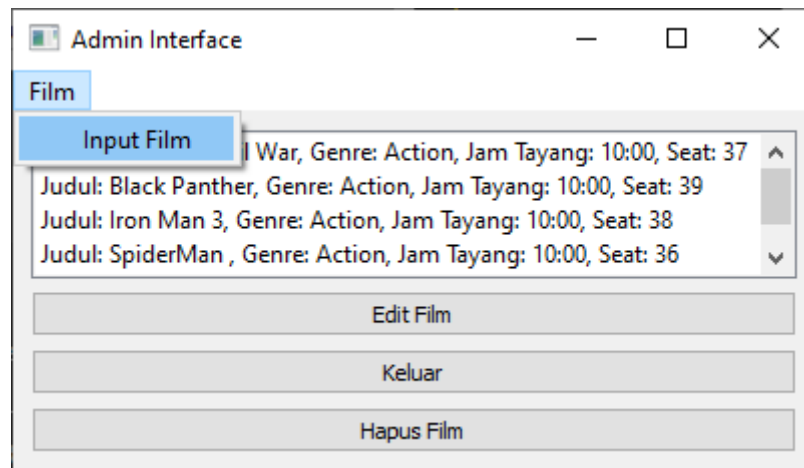 Admin Interface
Film
Input Film
War, Genre: Action, Jam Tayang: 10:00, Seat: 37
Judul: Black Panther, Genre: Action, Jam Tayang: 10:00, Seat: 39
Judul: Iron Man 3, Genre: Action, Jam Tayang: 10:00, Seat: 38
Judul: SpiderMan , Genre: Action, Jam Tayang: 10:00, Seat: 36
Edit Film
Keluar
Hapus Film